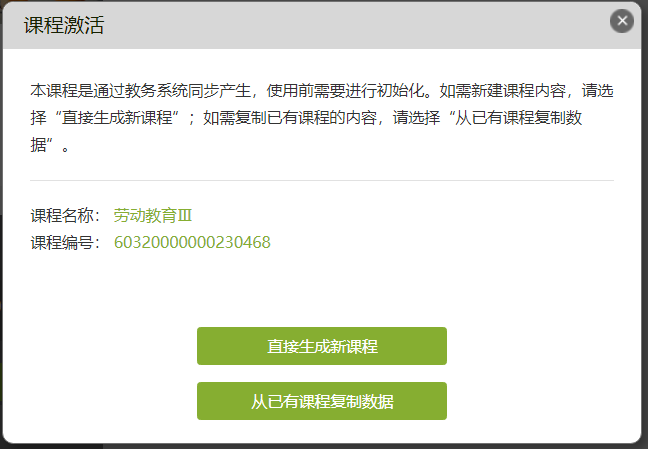 课程激活
本课程是通过教务系统同步产生，使用前需要进行初始化。如需新建课程内容，请选
择“直接生成新课程”；如需复制已有课程的内容，请选择“从已有课程复制数
据”。
课程名称： 劳动教育Ⅲ
课程编号： 60320000000230468
直接生成新课程
从已有课程复制数据